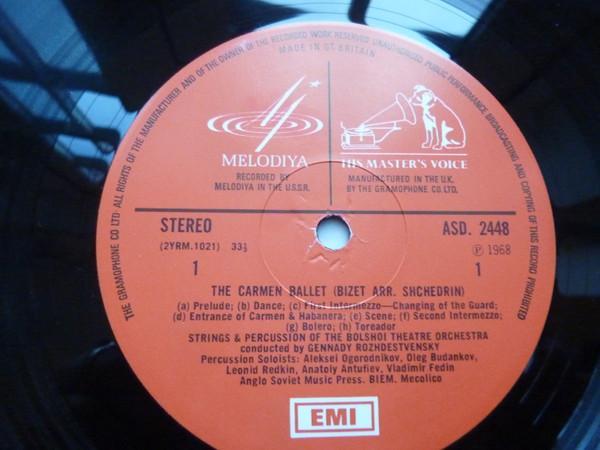 THE GRAMOPHONE CO LTD. ALL RIGHTS OF THE MANUFACTURER AND OF THE OWNER OF THE RECORDED WORK RESERVED UNAUTHORISED PUBLIC PERFORMANCE BROADCASTING AND COPYING OF THIS RECORD PROHIBITED
MADE IN GT. BRITAIN
MELODIYA
RECORDED BY
MELODIYA IN THE U.S.S.R.
HIS MASTER'S VOICE
MANUFACTURED IN THE U.K.
BY THE GRAMOPHONE CO. LTD.
STEREO ASD. 2448
(2YRM.1021) 33⅓ Ⓟ 1968
1 1
THE CARMEN BALLET (BIZET ARR. SHCHEDRIN)
(a) Prelude; (b) Dance; (c) First Intermezzo—Changing of the Guard;
(d) Entrance of Carmen & Habanera; (e) Scene; (f) Second Intermezzo;
(g) Bolero; (h) Toreador
STRINGS & PERCUSSION OF THE BOLSHOI THEATRE ORCHESTRA
conducted by GENNADY ROZHDESTVENSKY
Percussion Soloists: Aleksei Ogorodnikov, Oleg Budankov,
Leonid Redkin, Anatoly Antufiev, Vladimir Fedin
Anglo Soviet Music Press. BIEM. Mecolico
EMI